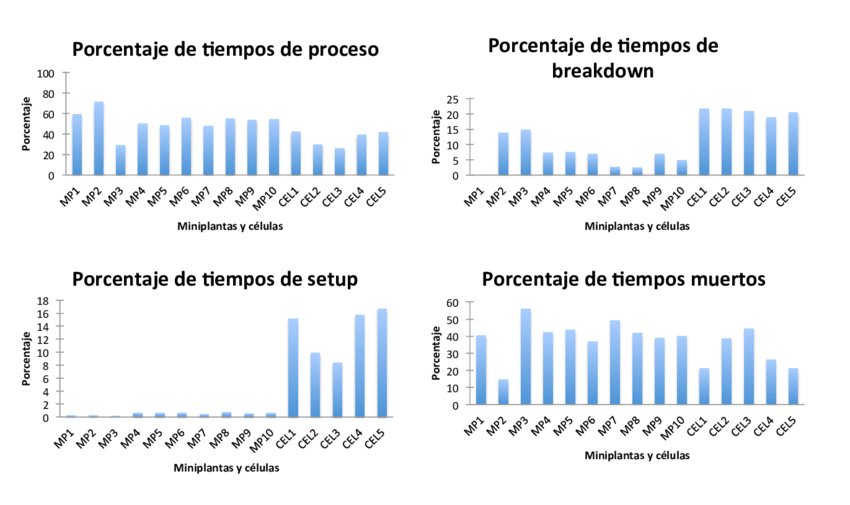 Porcentaje de tiempos de proceso
100
80
60
40
20
0
Porcentaje
MP1 MP2 MP3 MP4 MP5 MP6 MP7 MP8 MP9 MP10 CEL1 CEL2 CEL3 CEL4 CEL5
Miniplantas y células
Porcentaje de tiempos de
breakdown
25
20
15
10
5
0
Porcentaje
MP1 MP2 MP3 MP4 MP5 MP6 MP7 MP8 MP9 MP10 CEL1 CEL2 CEL3 CEL4 CEL5
Miniplantas y células
Porcentaje de tiempos de setup
18
16
14
12
10
8
6
4
2
0
Porcentaje
MP1 MP2 MP3 MP4 MP5 MP6 MP7 MP8 MP9 MP10 CEL1 CEL2 CEL3 CEL4 CEL5
Miniplantas y células
Porcentaje de tiempos muertos
60
50
40
30
20
10
0
Porcentaje
MP1 MP2 MP3 MP4 MP5 MP6 MP7 MP8 MP9 MP10 CEL1 CEL2 CEL3 CEL4 CEL5
Miniplantas y células